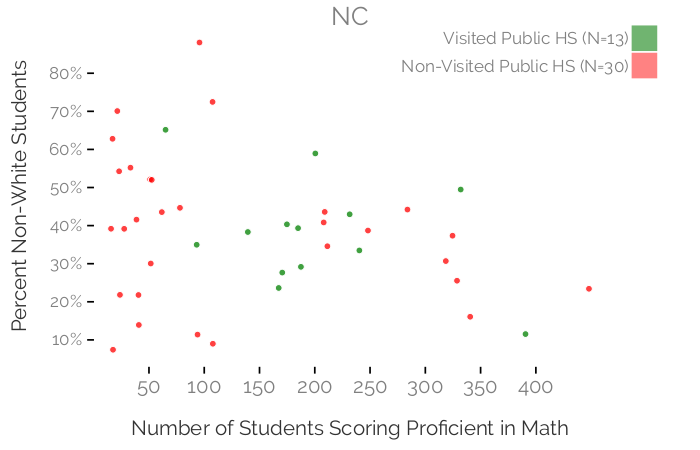 NC
Visited Public HS (N=13)
Non-Visited Public HS (N=30)
Percent Non-White Students
80%
70%
60%
50%
40%
30%
20%
10%
50 100 150 200 250 300 350 400
Number of Students Scoring Proficient in Math